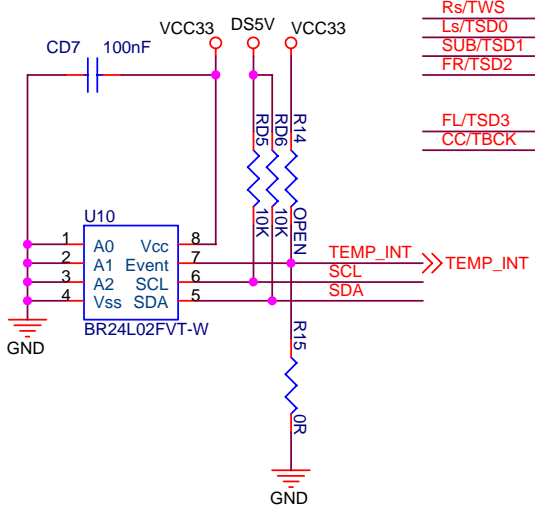 Rs/TWS
Ls/TSD0
SUB/TSD1
FR/TSD2
FL/TSD3
CC/TBCK
VCC33 DS5V VCC33
CD7 100nF
RD5 RD6 R14
10K 10K OPEN
U10
1 A0 Vcc 8
2 A1 Event 7 TEMP_INT TEMP_INT
3 A2 SCL 6 SCL
4 Vss SDA 5 SDA
BR24L02FVT-W
GND
R15
0R
GND